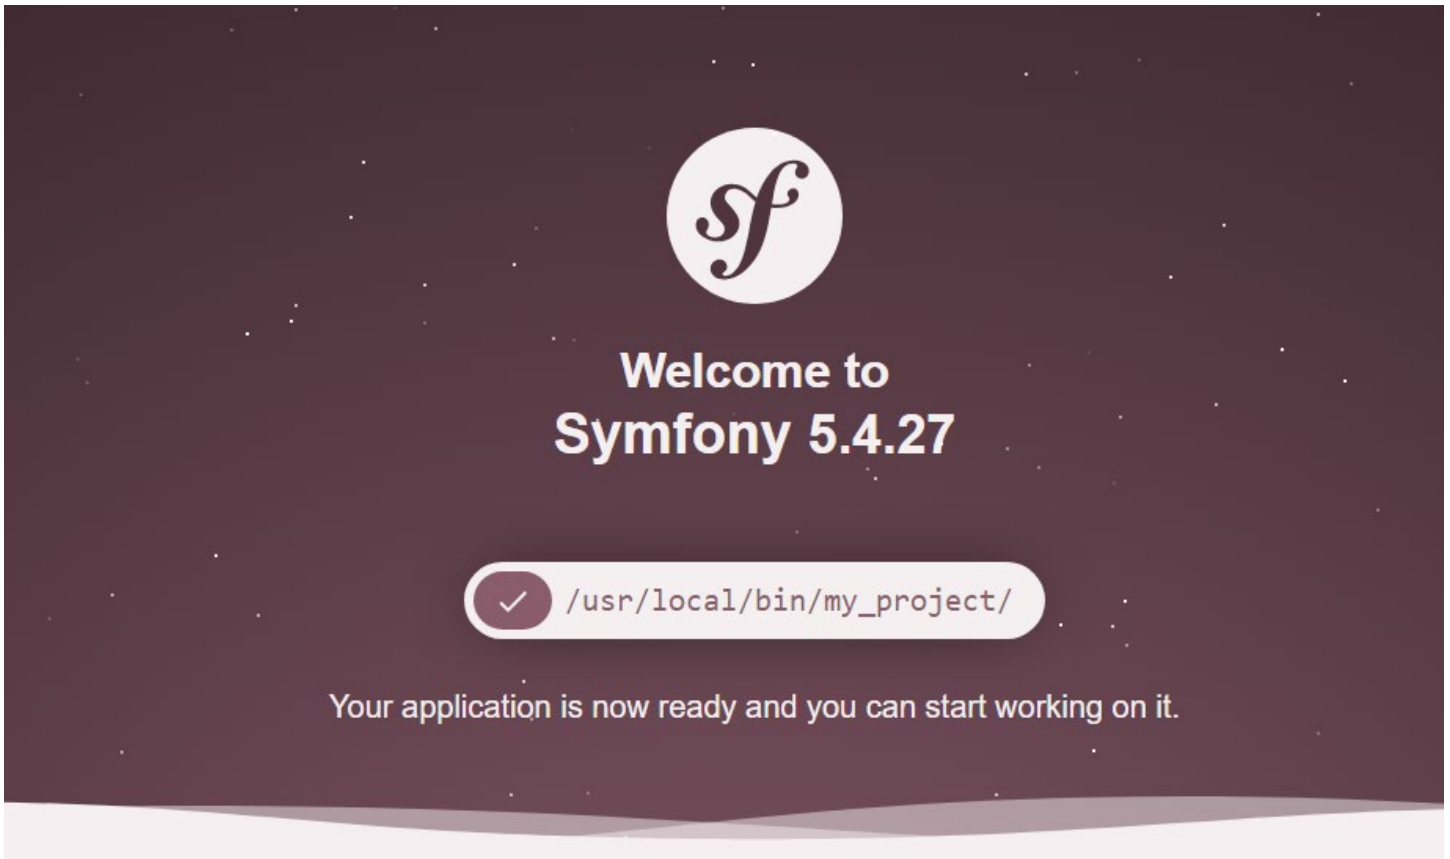 sf
Welcome to
Symfony 5.4.27
/usr/local/bin/my_project/
Your application is now ready and you can start working on it.